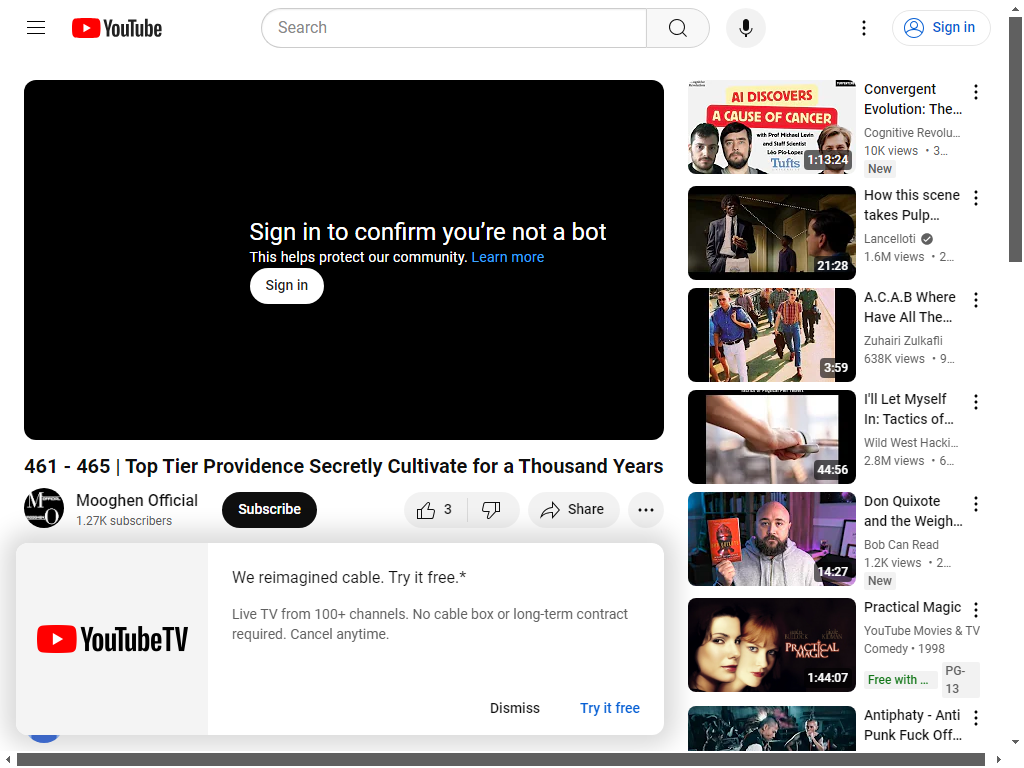 YouTube
Search
Sign in
Sign in to confirm you're not a bot
This helps protect our community. Learn more
Sign in
461 - 465 | Top Tier Providence Secretly Cultivate for a Thousand Years
Mooghen Official
1.27K subscribers
Subscribe
3
Share
YouTubeTV
We reimagined cable. Try it free.*
Live TV from 100+ channels. No cable box or long-term contract
required. Cancel anytime.
Dismiss
Try it free
AI DISCOVERS
A CAUSE OF CANCER
with Prof Michael Levin
and Staff Scientist
Léo Pio-Lopes
Tufts
1:13:24
Convergent
Evolution: The…
Cognitive Revolu…
10K views • 3…
New
21:28
How this scene
takes Pulp…
Lancelloti
1.6M views • 2…
3:59
A.C.A.B Where
Have All The…
Zuhairi Zulkafli
638K views • 9…
44:56
I'll Let Myself
In: Tactics of…
Wild West Hacki…
2.8M views • 6…
14:27
Don Quixote
and the Weigh…
Bob Can Read
1.2K views • 2…
New
PRACTICAL
MAGIC
1:44:07
Practical Magic
YouTube Movies & TV
Comedy • 1998
Free with …
PG-
13
Antiphaty - Anti
Punk Fuck Off…